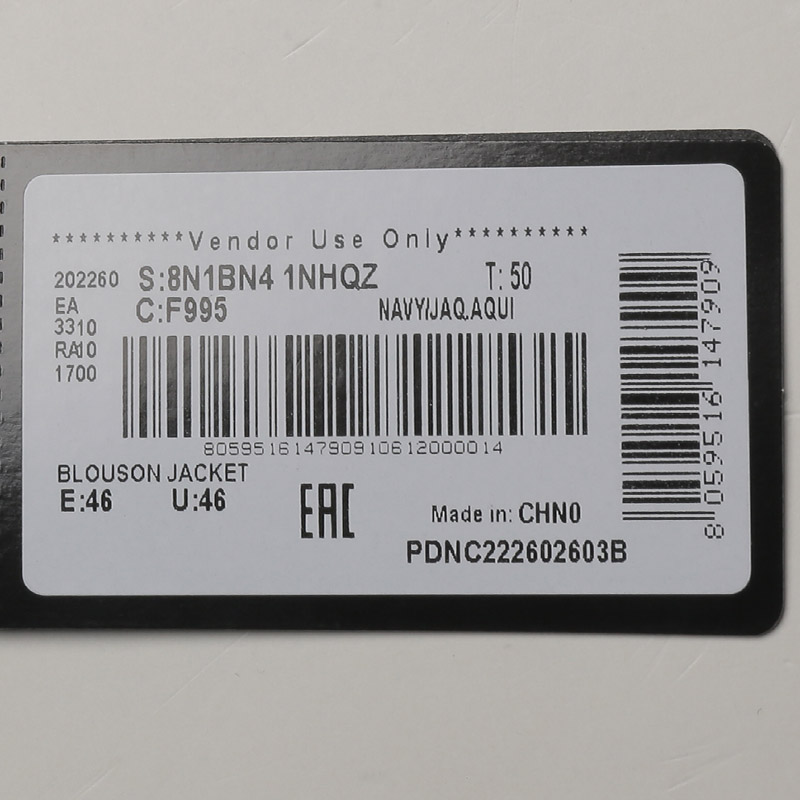 **********Vendor Use Only**********
202260 S:8N1BN4 1NHQZ T: 50
EA C:F995 NAVY/JAQ.AQUI
3310
RA10
1700
805951614790910612000014
BLOUSON JACKET
E:46 U:46
EAC
Made in: CHN0
PDNC222602603B
8 059516 147909